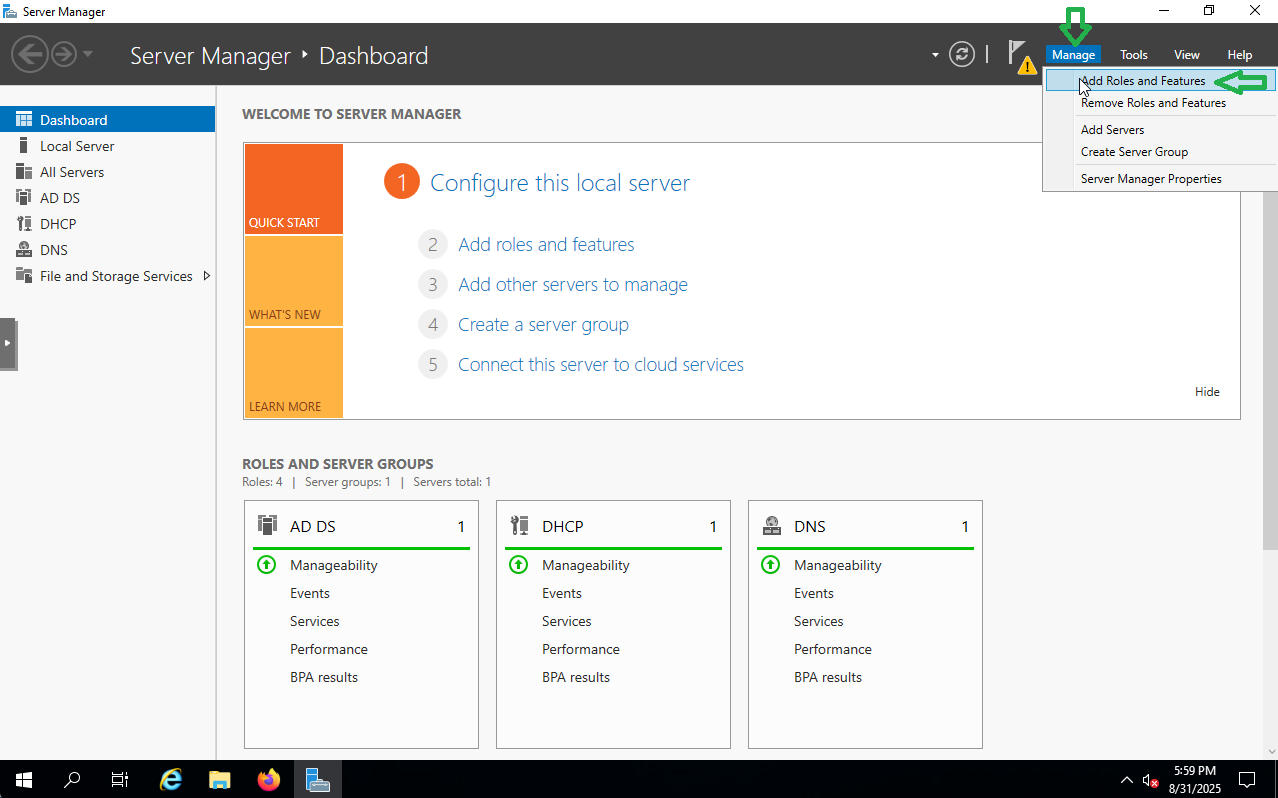 Server Manager
Server Manager ‣ Dashboard
Manage Tools View Help
Add Roles and Features
Remove Roles and Features
Add Servers
Create Server Group
Server Manager Properties
Dashboard
Local Server
All Servers
AD DS
DHCP
DNS
File and Storage Services
WELCOME TO SERVER MANAGER
QUICK START
WHAT'S NEW
LEARN MORE
1 Configure this local server
2 Add roles and features
3 Add other servers to manage
4 Create a server group
5 Connect this server to cloud services
Hide
ROLES AND SERVER GROUPS
Roles: 4 | Server groups: 1 | Servers total: 1
AD DS 1
Manageability
Events
Services
Performance
BPA results
DHCP 1
Manageability
Events
Services
Performance
BPA results
DNS 1
Manageability
Events
Services
Performance
BPA results
5:59 PM
8/31/2025